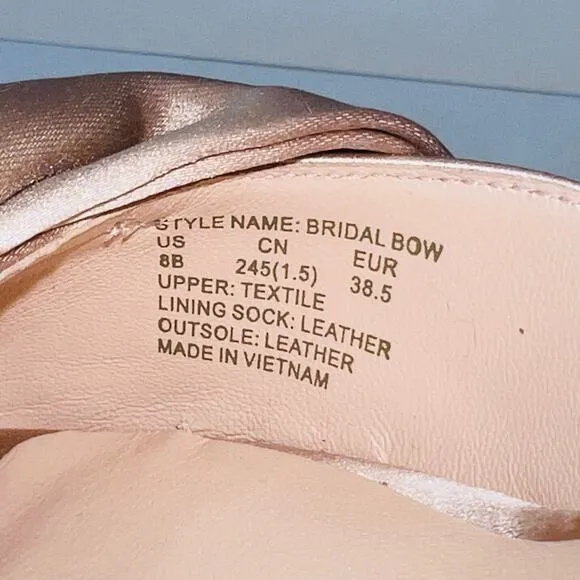 STYLE NAME: BRIDAL BOW
US CN EUR
8B 245(1.5) 38.5
UPPER: TEXTILE
LINING SOCK: LEATHER
OUTSOLE: LEATHER
MADE IN VIETNAM